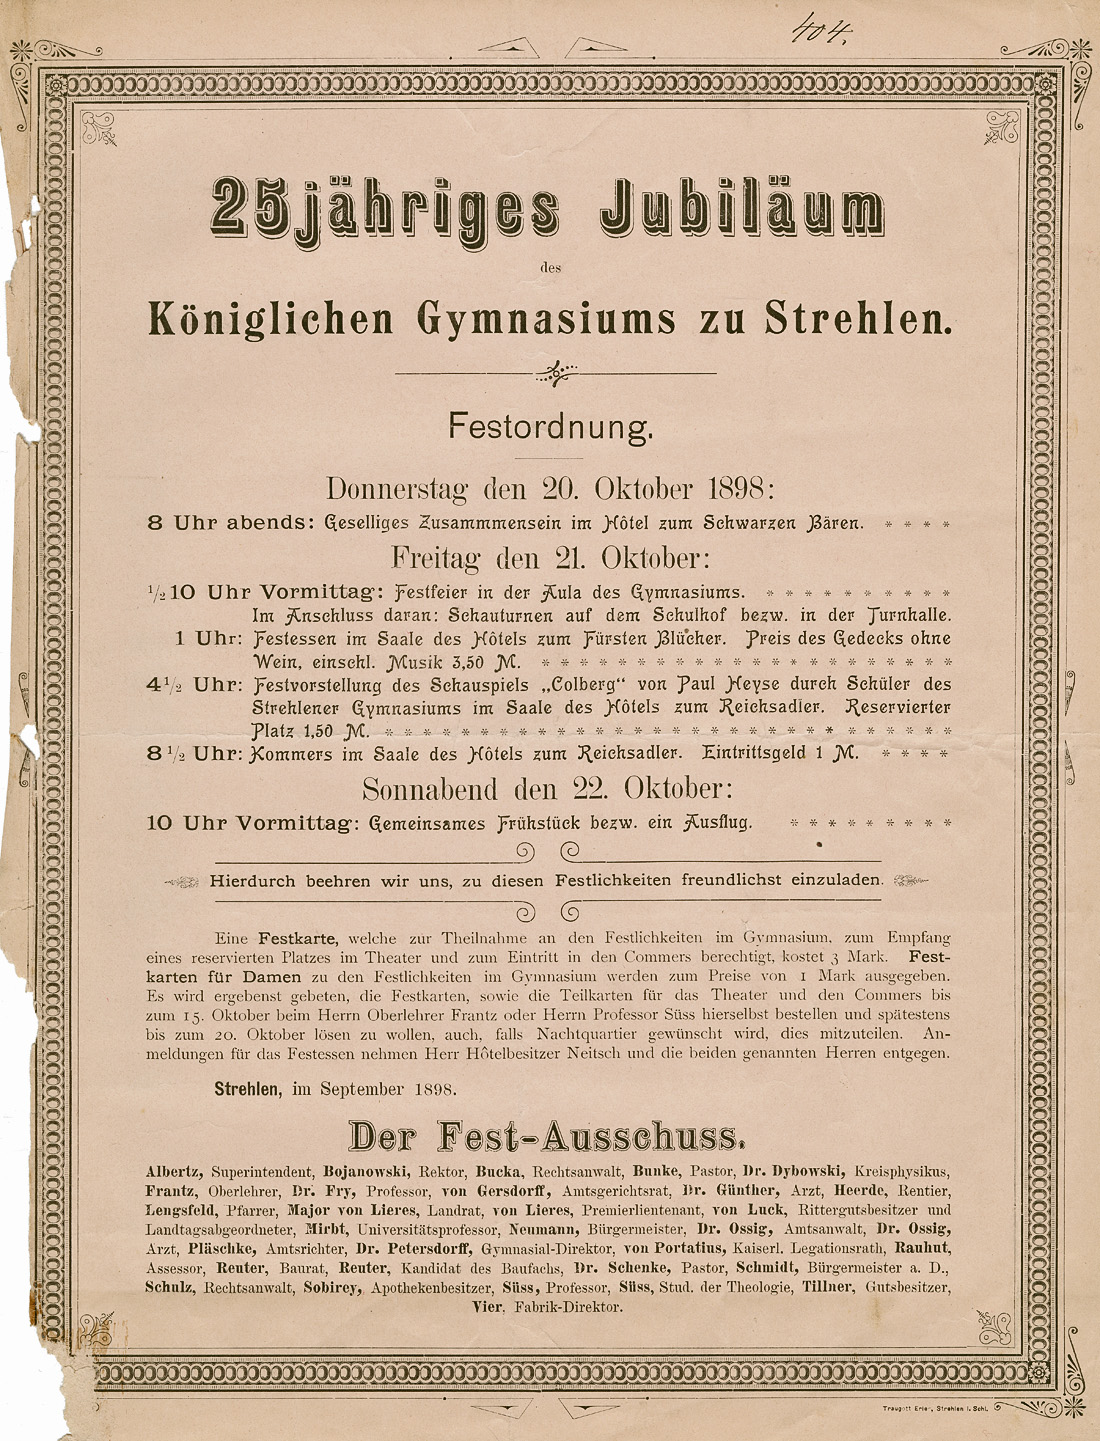 404.
25jähriges Jubiläum
des
Königlichen Gymnasiums zu Strehlen.
Festordnung.
Donnerstag den 20. Oktober 1898:
8 Uhr abends: Geselliges Zusammmensein im Hôtel zum Schwarzen Bären. * * * *
Freitag den 21. Oktober:
1/2 10 Uhr Vormittag: Festfeier in der Aula des Gymnasiums. * * * * * * * * * *
Im Anschluss daran: Schauturnen auf dem Schulhof bezw. in der Turnhalle.
1 Uhr: Festessen im Saale des Hôtels zum Fürsten Blücher. Preis des Gedecks ohne
Wein, einschl. Musik 3,50 M. * * * * * * * * * * * * * * * * * * * * * *
4 1/2 Uhr: Festvorstellung des Schauspiels „Colberg“ von Paul Heyse durch Schüler des
Strehlener Gymnasiums im Saale des Hôtels zum Reichsadler. Reservierter
Platz 1,50 M. * * * * * * * * * * * * * * * * * * * * * * * * * * * * * *
8 1/2 Uhr: Kommers im Saale des Hôtels zum Reichsadler. Eintrittsgeld 1 M. * * * *
Sonnabend den 22. Oktober:
10 Uhr Vormittag: Gemeinsames Frühstück bezw. ein Ausflug. * * * * * * * * *
Hierdurch beehren wir uns, zu diesen Festlichkeiten freundlichst einzuladen.
Eine Festkarte, welche zur Theilnahme an den Festlichkeiten im Gymnasium, zum Empfang
eines reservierten Platzes im Theater und zum Eintritt in den Commers berechtigt, kostet 3 Mark. Fest-
karten für Damen zu den Festlichkeiten im Gymnasium werden zum Preise von 1 Mark ausgegeben.
Es wird ergebenst gebeten, die Festkarten, sowie die Teilkarten für das Theater und den Commers bis
zum 15. Oktober beim Herrn Oberlehrer Frantz oder Herrn Professor Süss hierselbst bestellen und spätestens
bis zum 20. Oktober lösen zu wollen, auch, falls Nachtquartier gewünscht wird, dies mitzuteilen. An-
meldungen für das Festessen nehmen Herr Hôtelbesitzer Neitsch und die beiden genannten Herren entgegen.
Strehlen, im September 1898.
Der Fest-Ausschuss.
Albertz, Superintendent, Bojanowski, Rektor, Bucka, Rechtsanwalt, Bunke, Pastor, Dr. Dybowski, Kreisphysikus,
Frantz, Oberlehrer, Dr. Fry, Professor, von Gersdorff, Amtsgerichtsrat, Dr. Günther, Arzt, Heerde, Rentier,
Lengsfeld, Pfarrer, Major von Lieres, Landrat, von Lieres, Premierlientenant, von Luck, Rittergutsbesitzer und
Landtagsabgeordneter, Mirbt, Universitätsprofessor, Neumann, Bürgermeister, Dr. Ossig, Amtsanwalt, Dr. Ossig,
Arzt, Pläschke, Amtsrichter, Dr. Petersdorff, Gymnasial-Direktor, von Portatius, Kaiserl. Legationsrath, Rauhut,
Assessor, Reuter, Baurat, Reuter, Kandidat des Baufachs, Dr. Schenke, Pastor, Schmidt, Bürgermeister a. D.,
Schulz, Rechtsanwalt, Sobirey, Apothekenbesitzer, Süss, Professor, Süss, Stud. der Theologie, Tillner, Gutsbesitzer,
Vier, Fabrik-Direktor.
Traugott Erler, Strehlen i. Schl.